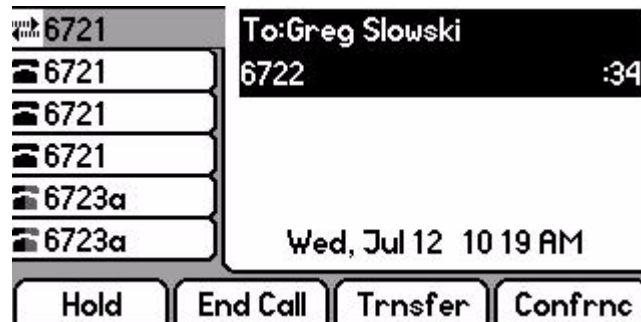 6721
6721
6721
6721
6723a
6723a
To:Greg Slowski
6722 :34
Wed, Jul 12 10 19 AM
Hold End Call Trnsfer Confrnc